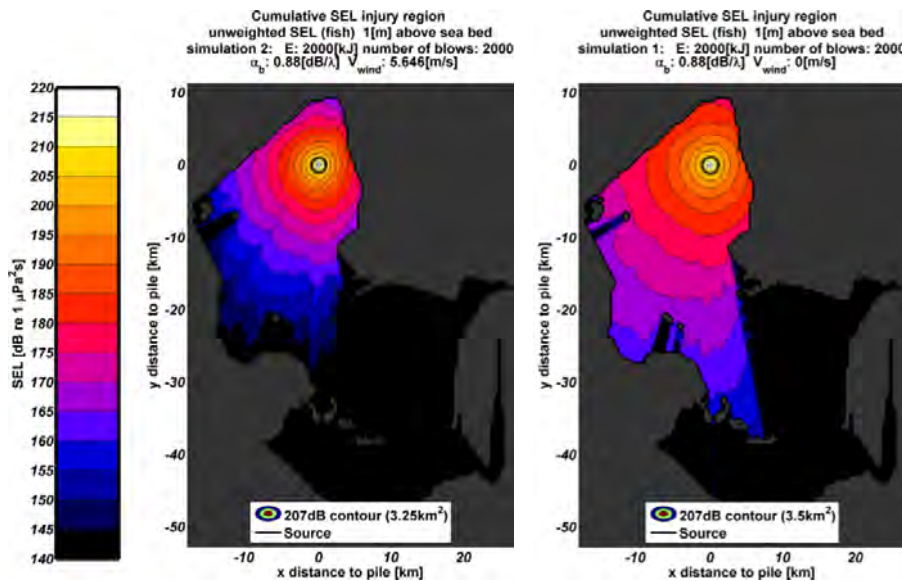 Cumulative SEL injury region
unweighted SEL (fish) 1[m] above sea bed
simulation 2: E: 2000[kJ] number of blows: 2000
α_b: 0.88[dB/λ] V_wind: 5.646[m/s]
Cumulative SEL injury region
unweighted SEL (fish) 1[m] above sea bed
simulation 1: E: 2000[kJ] number of blows: 2000
α_b: 0.88[dB/λ] V_wind: 0[m/s]
SEL [dB re 1 μPa²s]
220
215
210
205
200
195
190
185
180
175
170
165
160
155
150
145
140
y distance to pile [km]
10
0
-10
-20
-30
-40
-50
207dB contour (3.25km²)
Source
-10 0 10 20
x distance to pile [km]
y distance to pile [km]
10
0
-10
-20
-30
-40
-50
207dB contour (3.5km²)
Source
-10 0 10 20
x distance to pile [km]